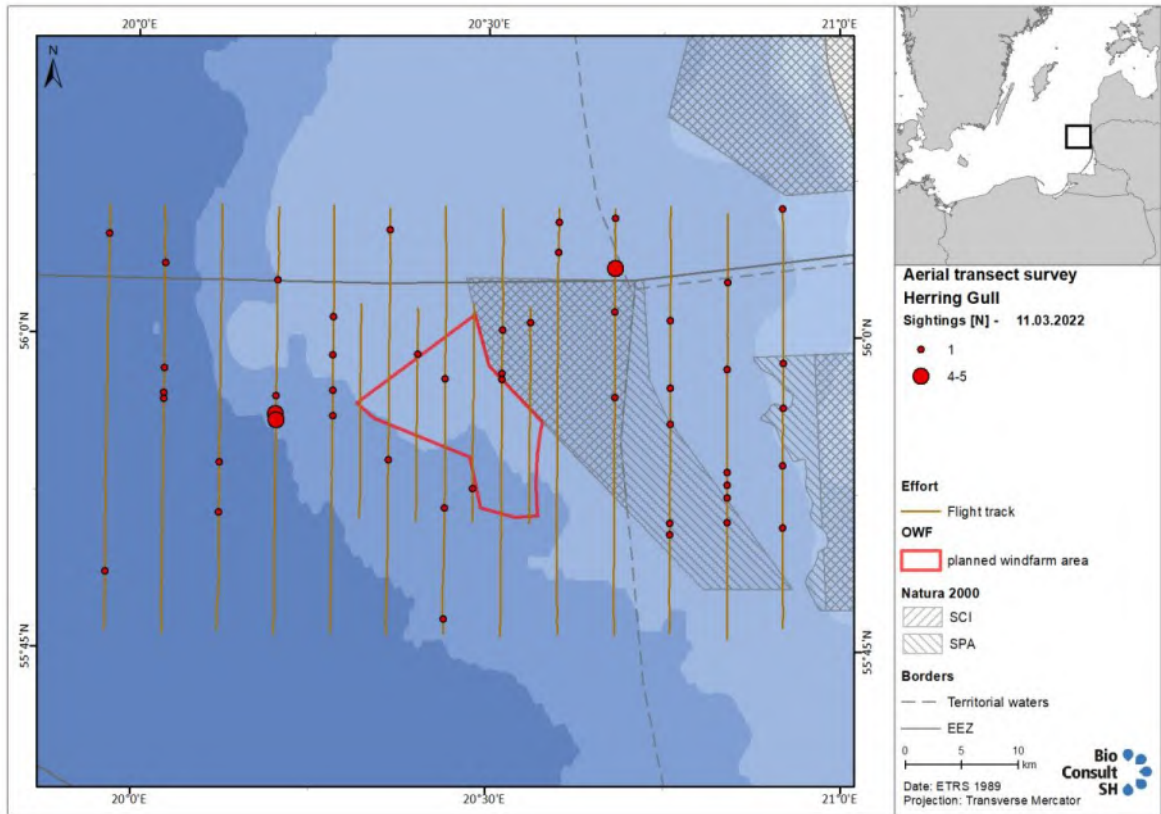 20°0'E
20°30'E
21°0'E
N
56°0'N
55°45'N
56°0'N
55°45'N
20°0'E
20°30'E
21°0'E
Aerial transect survey
Herring Gull
Sightings [N] - 11.03.2022
1
4-5
Effort
Flight track
OWF
planned windfarm area
Natura 2000
SCI
SPA
Borders
Territorial waters
EEZ
0 5 10
km
Date: ETRS 1989
Projection: Transverse Mercator
Bio
Consult
SH